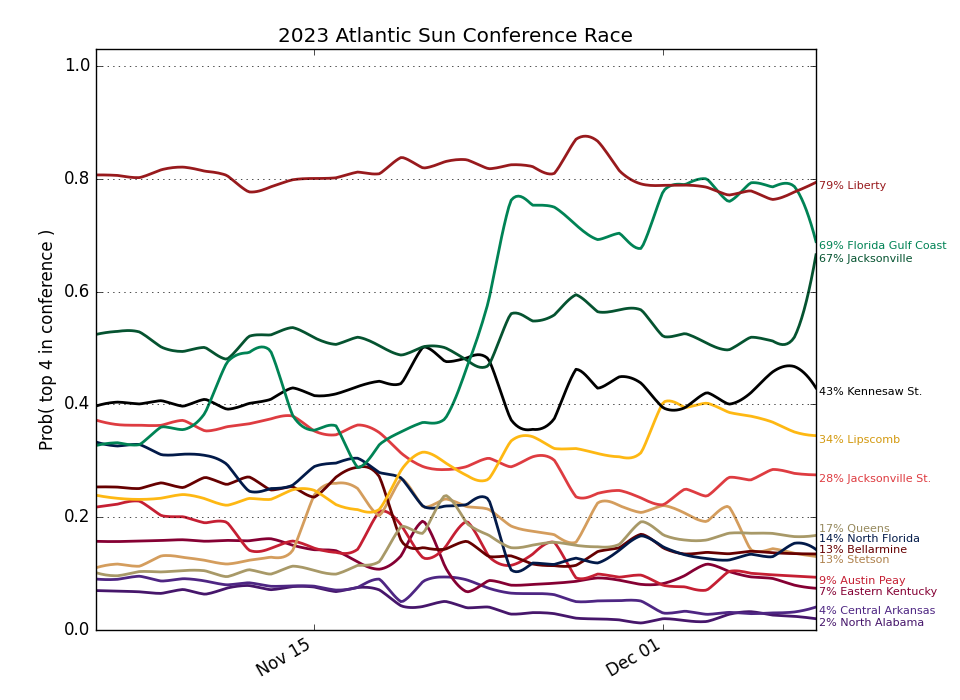 2023 Atlantic Sun Conference Race
Prob( top 4 in conference )
1.0
0.8
0.6
0.4
0.2
0.0
Nov 15
Dec 01
79% Liberty
69% Florida Gulf Coast
67% Jacksonville
43% Kennesaw St.
34% Lipscomb
28% Jacksonville St.
17% Queens
14% North Florida
13% Bellarmine
13% Stetson
9% Austin Peay
7% Eastern Kentucky
4% Central Arkansas
2% North Alabama